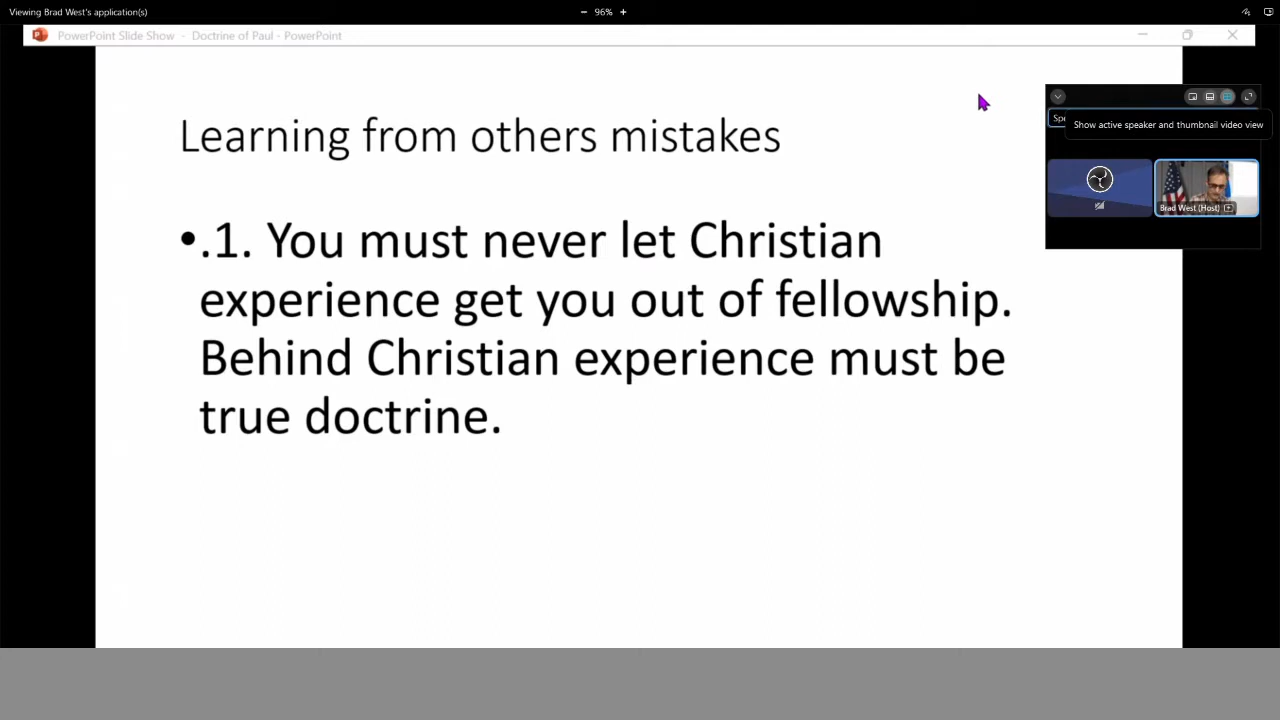 Viewing Brad West's application(s)
− 96% +
PowerPoint Slide Show - Doctrine of Paul - PowerPoint
Show active speaker and thumbnail video view
Brad West (Host)
Learning from others mistakes
•.1. You must never let Christian
experience get you out of fellowship.
Behind Christian experience must be
true doctrine.